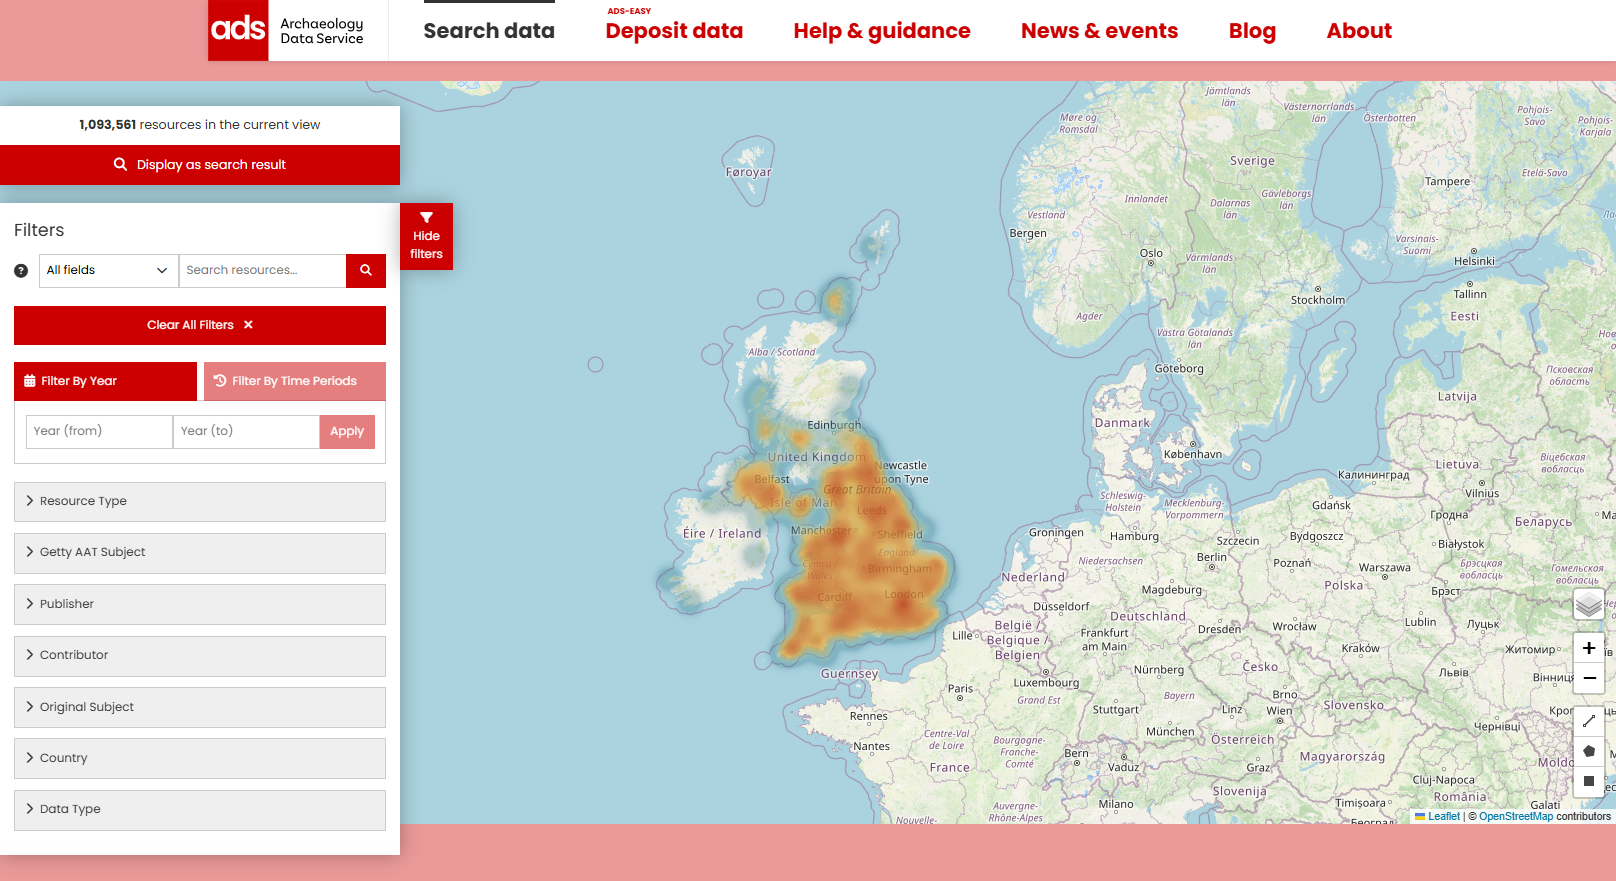 ads
Archaeology
Data Service
Search data
ADS-EASY
Deposit data
Help & guidance
News & events
Blog
About
1,093,561 resources in the current view
Display as search result
Filters
Hide
filters
All fields
Search resources...
Clear All Filters
Filter By Year
Filter By Time Periods
Year (from)
Year (to)
Apply
Resource Type
Getty AAT Subject
Publisher
Contributor
Original Subject
Country
Data Type
Jämtlands
län
Västernorrlands
län
Österbotten
Pohjois-
Savo
Pohjois-
Karjala
Møre og
Romsdal
Sverige
Etelä-Savo
Føroyar
Tampere
Innlandet
Gävleborgs
län
Dalarnas
län
Vestland
Bergen
Varsinais-
Suomi
Oslo
Värmlands
län
Helsinki
Stockholm
Tallinn
Agder
Eesti
Västra Götalands
län
Alba / Scotland
Göteborg
Псковская
область
Latvija
Edinburgh
Danmark
United Kingdom
København
Newcastle
upon Tyne
Lietuva
Віцебская
вобласць
Belfast
Great Britain
Калининград
Vilnius
Isle of Man
Leeds
Schleswig-
Holstein
Mecklenburg-
Vorpommern
Gdańsk
Гродна
Беларусь
Éire / Ireland
Manchester
Sheffield
Groningen
Hamburg
Szczecin
Bydgoszcz
Białystok
England
Cymru /
Wales
Birmingham
Niedersachsen
Berlin
Poznań
Warszawa
Брэсцкая
вобласць
Гомельская
вобласць
Nederland
Magdeburg
Polska
Брэст
Cardiff
London
Düsseldorf
Deutschland
Lublin
Луцьк
Lille
België /
Belgique /
Belgien
Frankfurt
am Main
Dresden
Wrocław
Kraków
Житомир
Guernsey
Luxembourg
Nürnberg
Česko
Львів
Вінниця
Paris
Grand Est
Bayern
Brno
Rennes
Stuttgart
Linz
Wien
Slovensko
Nantes
Centre-Val
de Loire
Bourgogne-
Franche-
Comté
München
Österreich
Чернівці
Bern
Vaduz
Magyarország
France
Graz
Cluj-Napoca
Slovenija
România
Auvergne-
Rhône-Alpes
Milano
Timișoara
Galati
Nouvelle-
Београд
Leaflet | © OpenStreetMap contributors